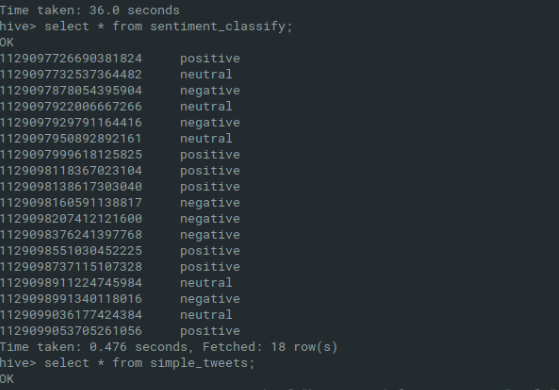 Time taken: 36.0 seconds
hive> select * from sentiment_classify;
OK
1129097726690381824 positive
1129097732537364482 neutral
1129097878054395904 negative
1129097922006667266 neutral
1129097929791164416 negative
1129097950892892161 neutral
1129097999618125825 positive
1129098118367023104 positive
1129098138617303040 positive
1129098160591138817 negative
1129098207412121600 negative
1129098376241397768 negative
1129098551030452225 positive
1129098737115107328 positive
1129098911224745984 neutral
1129098991340118016 negative
1129099036177424384 neutral
1129099053705261056 positive
Time taken: 0.476 seconds, Fetched: 18 row(s)
hive> select * from simple_tweets;
OK